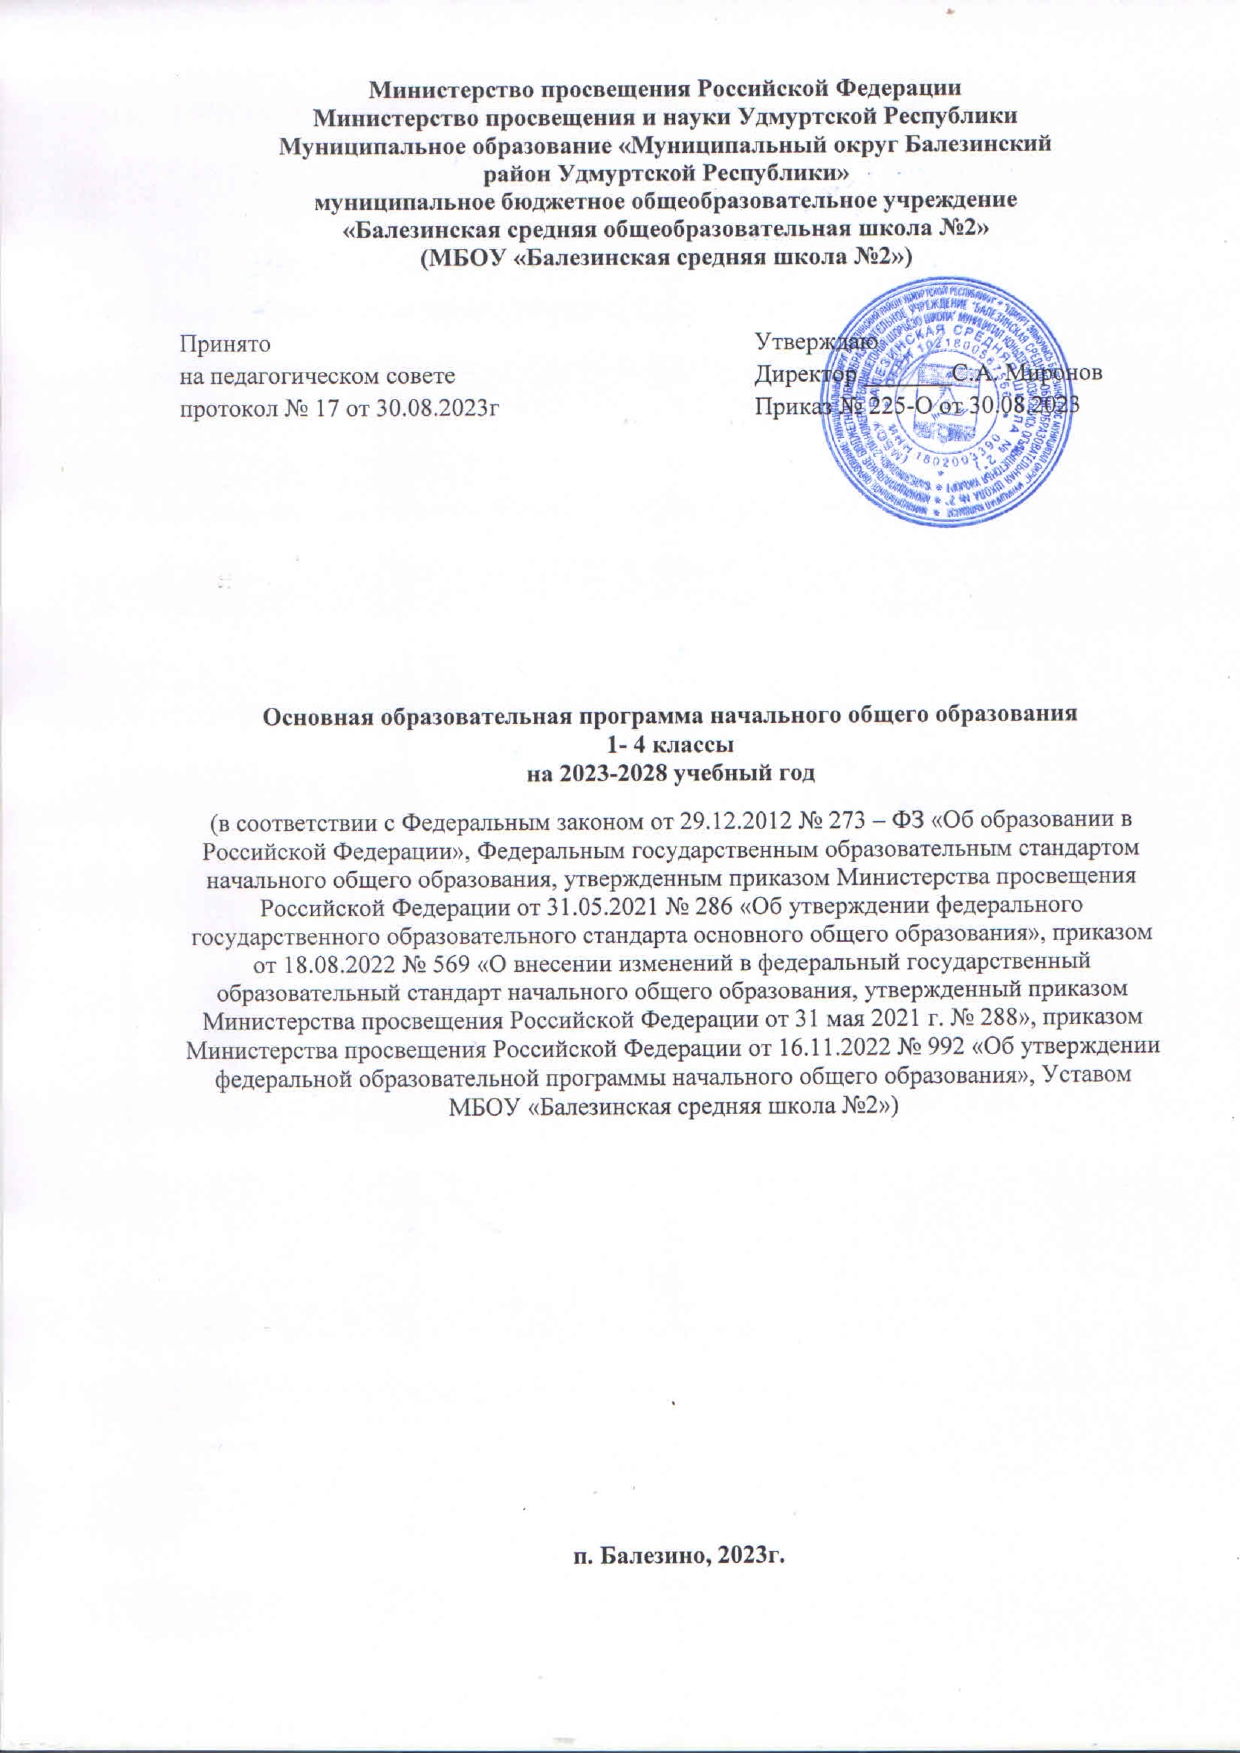 Министерство просвещения Российской Федерации
Министерство просвещения и науки Удмуртской Республики
Муниципальное образование «Муниципальный округ Балезинский
район Удмуртской Республики»
муниципальное бюджетное общеобразовательное учреждение
«Балезинская средняя общеобразовательная школа №2»
(МБОУ «Балезинская средняя школа №2»)
Принято
на педагогическом совете
протокол № 17 от 30.08.2023г
Утверждаю
Директор ________С.А. Миронов
Приказ № 225-О от 30.08.2023
Основная образовательная программа начального общего образования
1- 4 классы
на 2023-2028 учебный год
(в соответствии с Федеральным законом от 29.12.2012 № 273 – ФЗ «Об образовании в
Российской Федерации», Федеральным государственным образовательным стандартом
начального общего образования, утвержденным приказом Министерства просвещения
Российской Федерации от 31.05.2021 № 286 «Об утверждении федерального
государственного образовательного стандарта основного общего образования», приказом
от 18.08.2022 № 569 «О внесении изменений в федеральный государственный
образовательный стандарт начального общего образования, утвержденный приказом
Министерства просвещения Российской Федерации от 31 мая 2021 г. № 288», приказом
Министерства просвещения Российской Федерации от 16.11.2022 № 992 «Об утверждении
федеральной образовательной программы начального общего образования», Уставом
МБОУ «Балезинская средняя школа №2»)
п. Балезино, 2023г.